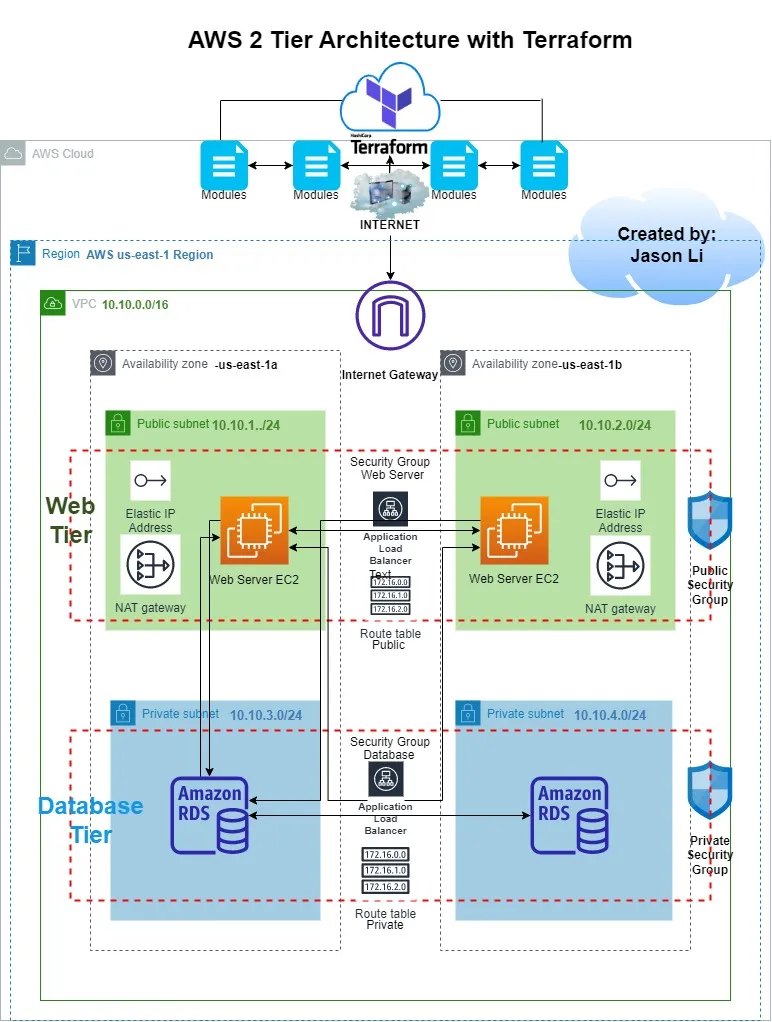 AWS 2 Tier Architecture with Terraform
HashiCorp
Terraform
AWS Cloud
Modules
Modules
Modules
Modules
INTERNET
Created by:
Jason Li
Region AWS us-east-1 Region
VPC 10.10.0.0/16
Internet Gateway
Availability zone -us-east-1a
Availability zone-us-east-1b
Public subnet 10.10.1../24
Public subnet 10.10.2.0/24
Web
Tier
Elastic IP
Address
NAT gateway
Web Server EC2
Security Group
Web Server
Application
Load
Balancer
Text
172.16.0.0
172.16.1.0
172.16.2.0
Route table
Public
Web Server EC2
Elastic IP
Address
NAT gateway
Public
Security
Group
Private subnet 10.10.3.0/24
Private subnet 10.10.4.0/24
Database
Tier
Amazon
RDS
Security Group
Database
Application
Load
Balancer
172.16.0.0
172.16.1.0
172.16.2.0
Route table
Private
Amazon
RDS
Private
Security
Group